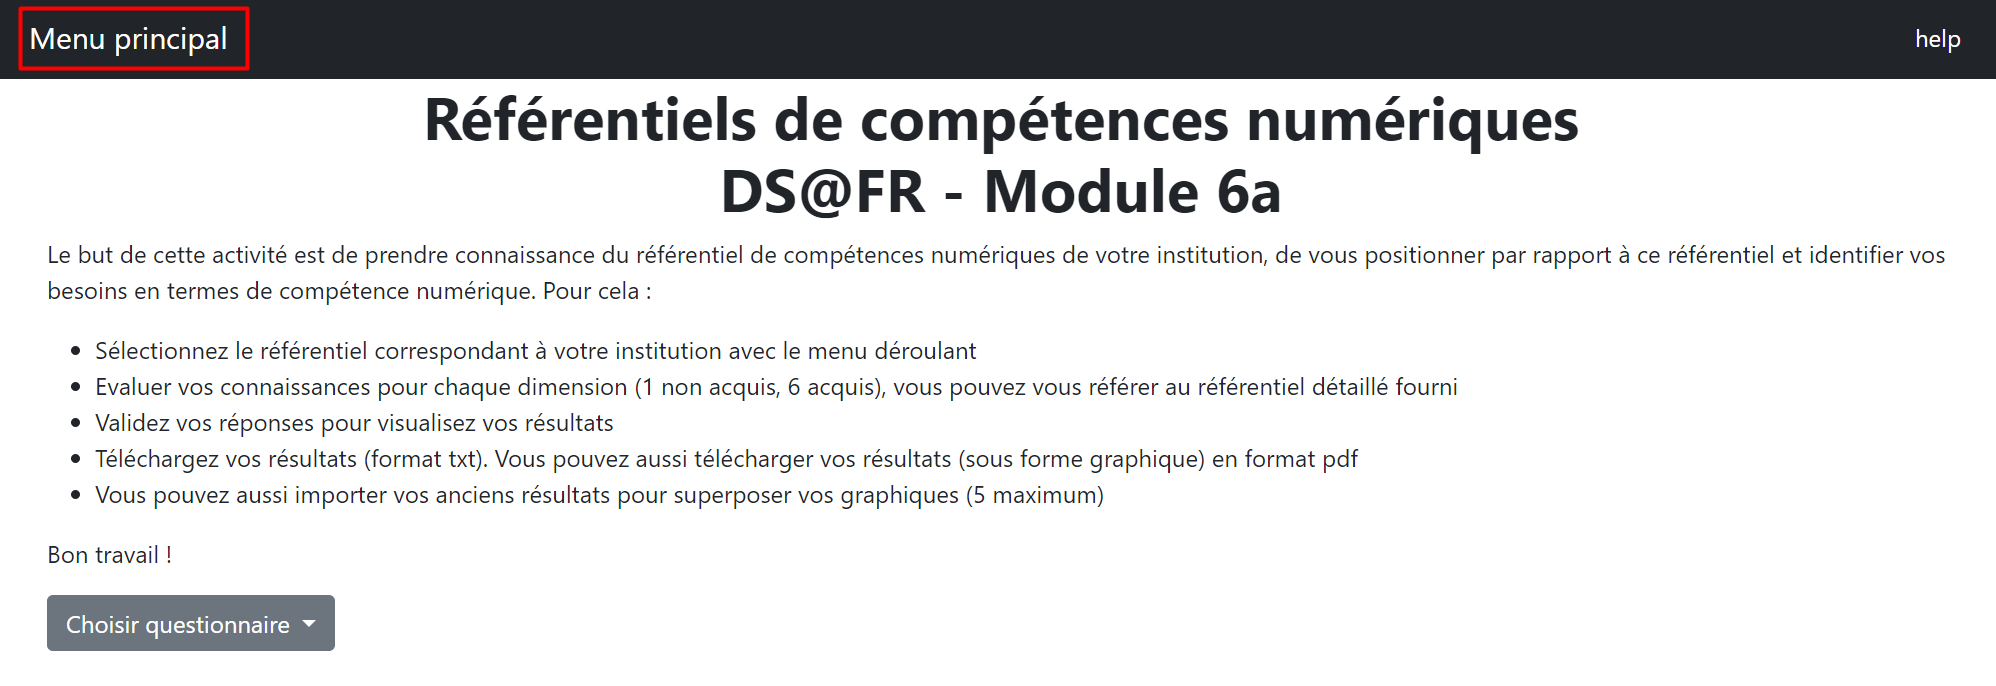 Menu principal
help
Référentiels de compétences numériques
DS@FR - Module 6a
Le but de cette activité est de prendre connaissance du référentiel de compétences numériques de votre institution, de vous positionner par rapport à ce référentiel et identifier vos
besoins en termes de compétence numérique. Pour cela :
• Sélectionnez le référentiel correspondant à votre institution avec le menu déroulant
• Evaluer vos connaissances pour chaque dimension (1 non acquis, 6 acquis), vous pouvez vous référer au référentiel détaillé fourni
• Validez vos réponses pour visualisez vos résultats
• Téléchargez vos résultats (format txt). Vous pouvez aussi télécharger vos résultats (sous forme graphique) en format pdf
• Vous pouvez aussi importer vos anciens résultats pour superposer vos graphiques (5 maximum)
Bon travail !
Choisir questionnaire